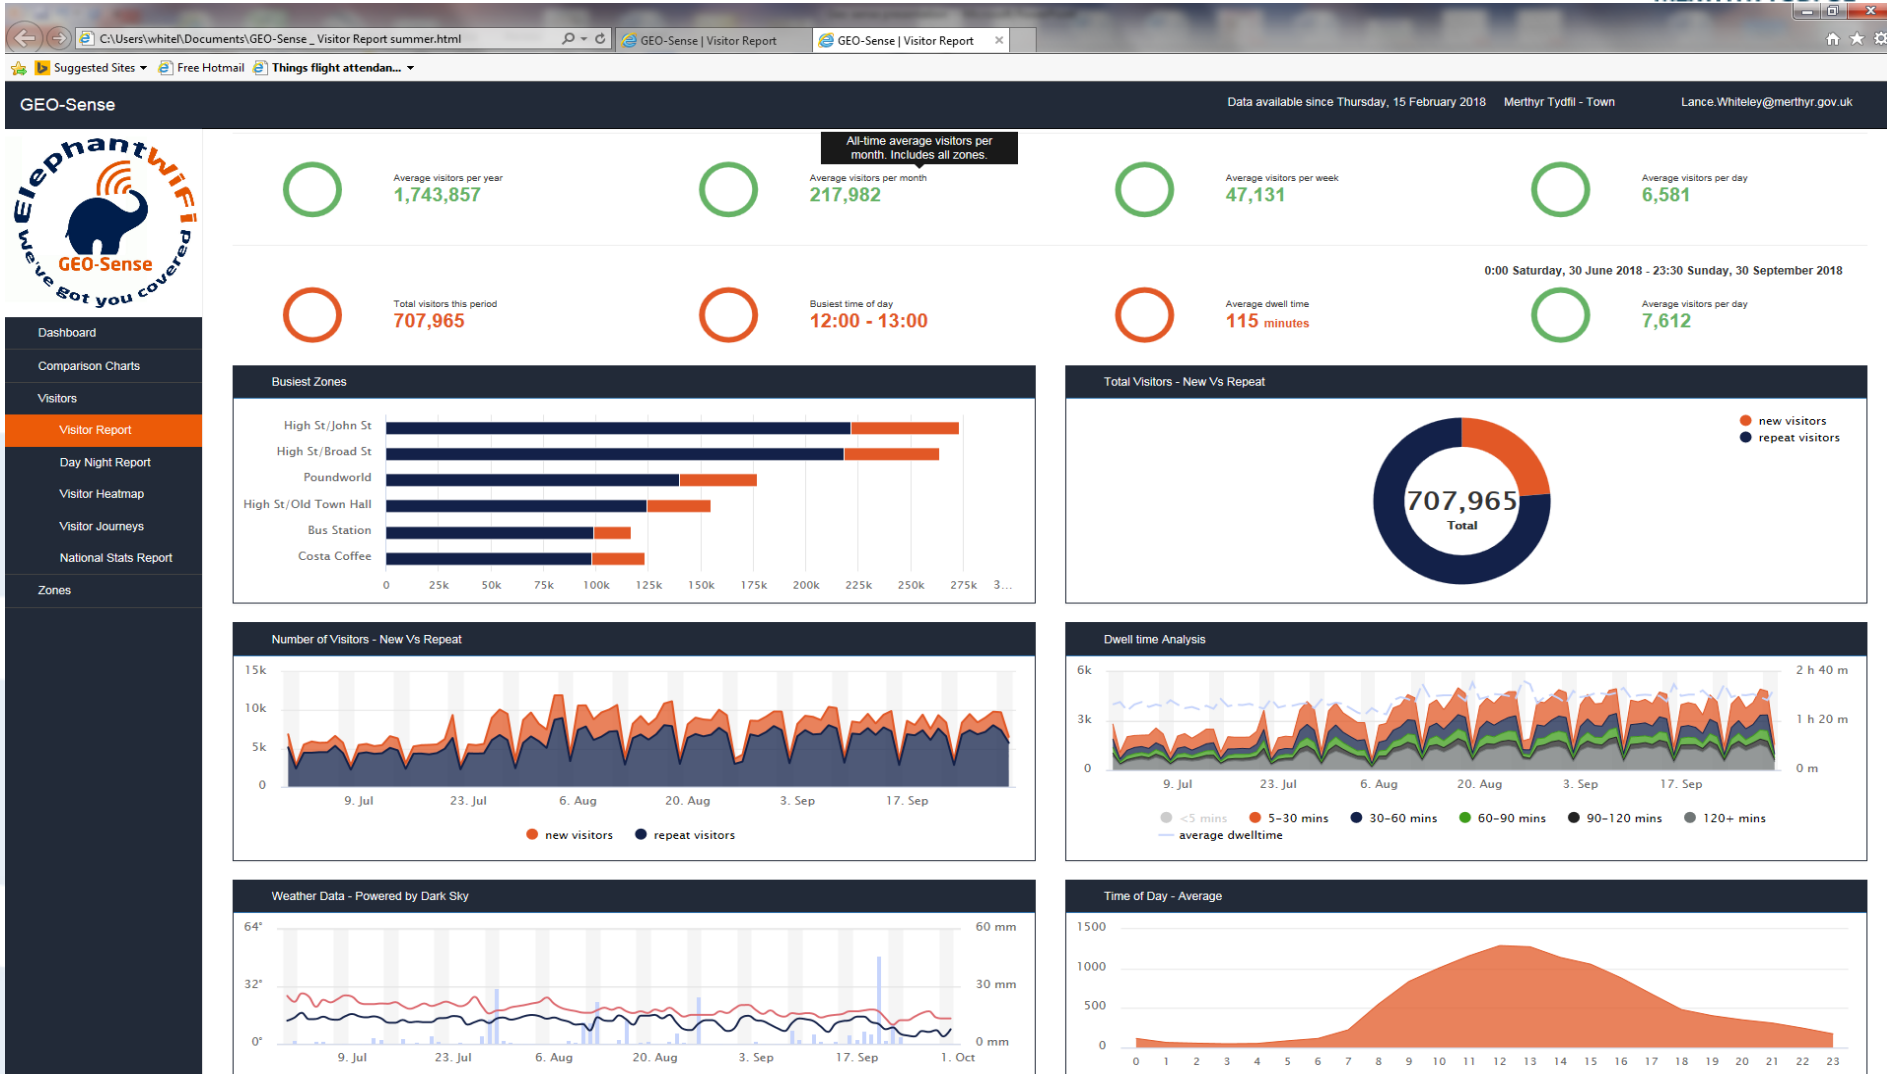 C:\Users\whitel\Documents\GEO-Sense _ Visitor Report summer.html
GEO-Sense | Visitor Report
GEO-Sense | Visitor Report
Suggested Sites
Free Hotmail
Things flight attendan...
GEO-Sense
Data available since Thursday, 15 February 2018
Merthyr Tydfil - Town
Lance.Whiteley@merthyr.gov.uk
ElephantWiFi
GEO-Sense
We've got you covered
Dashboard
Comparison Charts
Visitors
Visitor Report
Day Night Report
Visitor Heatmap
Visitor Journeys
National Stats Report
Zones
All-time average visitors per
month. Includes all zones.
Average visitors per year
1,743,857
Average visitors per month
217,982
Average visitors per week
47,131
Average visitors per day
6,581
0:00 Saturday, 30 June 2018 - 23:30 Sunday, 30 September 2018
Total visitors this period
707,965
Busiest time of day
12:00 - 13:00
Average dwell time
115 minutes
Average visitors per day
7,612
Busiest Zones
High St/John St
High St/Broad St
Poundworld
High St/Old Town Hall
Bus Station
Costa Coffee
0 25k 50k 75k 100k 125k 150k 175k 200k 225k 250k 275k 3...
Total Visitors - New Vs Repeat
new visitors
repeat visitors
707,965
Total
Number of Visitors - New Vs Repeat
15k
10k
5k
0
9. Jul 23. Jul 6. Aug 20. Aug 3. Sep 17. Sep
new visitors repeat visitors
Dwell time Analysis
6k 2 h 40 m
3k 1 h 20 m
0 0 m
9. Jul 23. Jul 6. Aug 20. Aug 3. Sep 17. Sep
<5 mins 5-30 mins 30-60 mins 60-90 mins 90-120 mins 120+ mins
average dwelltime
Weather Data - Powered by Dark Sky
64° 60 mm
32° 30 mm
0° 0 mm
9. Jul 23. Jul 6. Aug 20. Aug 3. Sep 17. Sep 1. Oct
Time of Day - Average
1500
1000
500
0
0 1 2 3 4 5 6 7 8 9 10 11 12 13 14 15 16 17 18 19 20 21 22 23